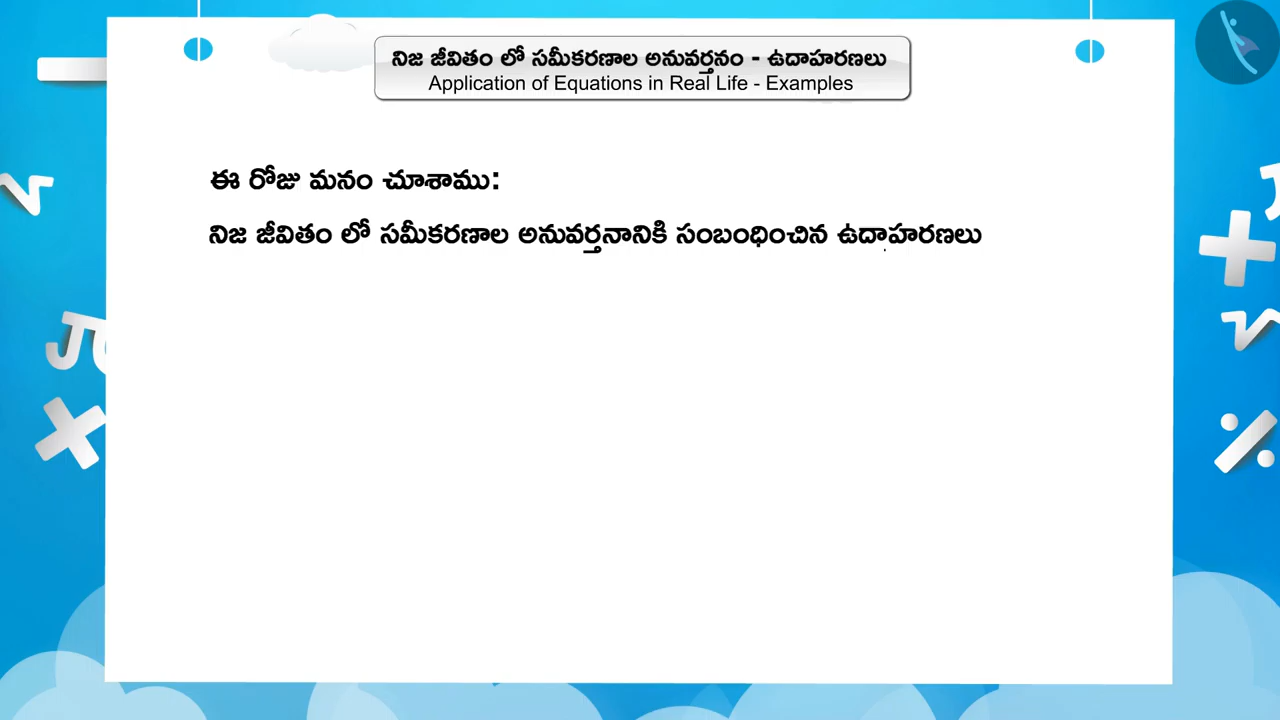 నిజ జీవితం లో సమీకరణాల అనువర్తనం - ఉదాహరణలు
Application of Equations in Real Life - Examples
ఈ రోజు మనం చూశాము:
నిజ జీవితం లో సమీకరణాల అనువర్తనానికి సంబంధించిన ఉదాహరణలు